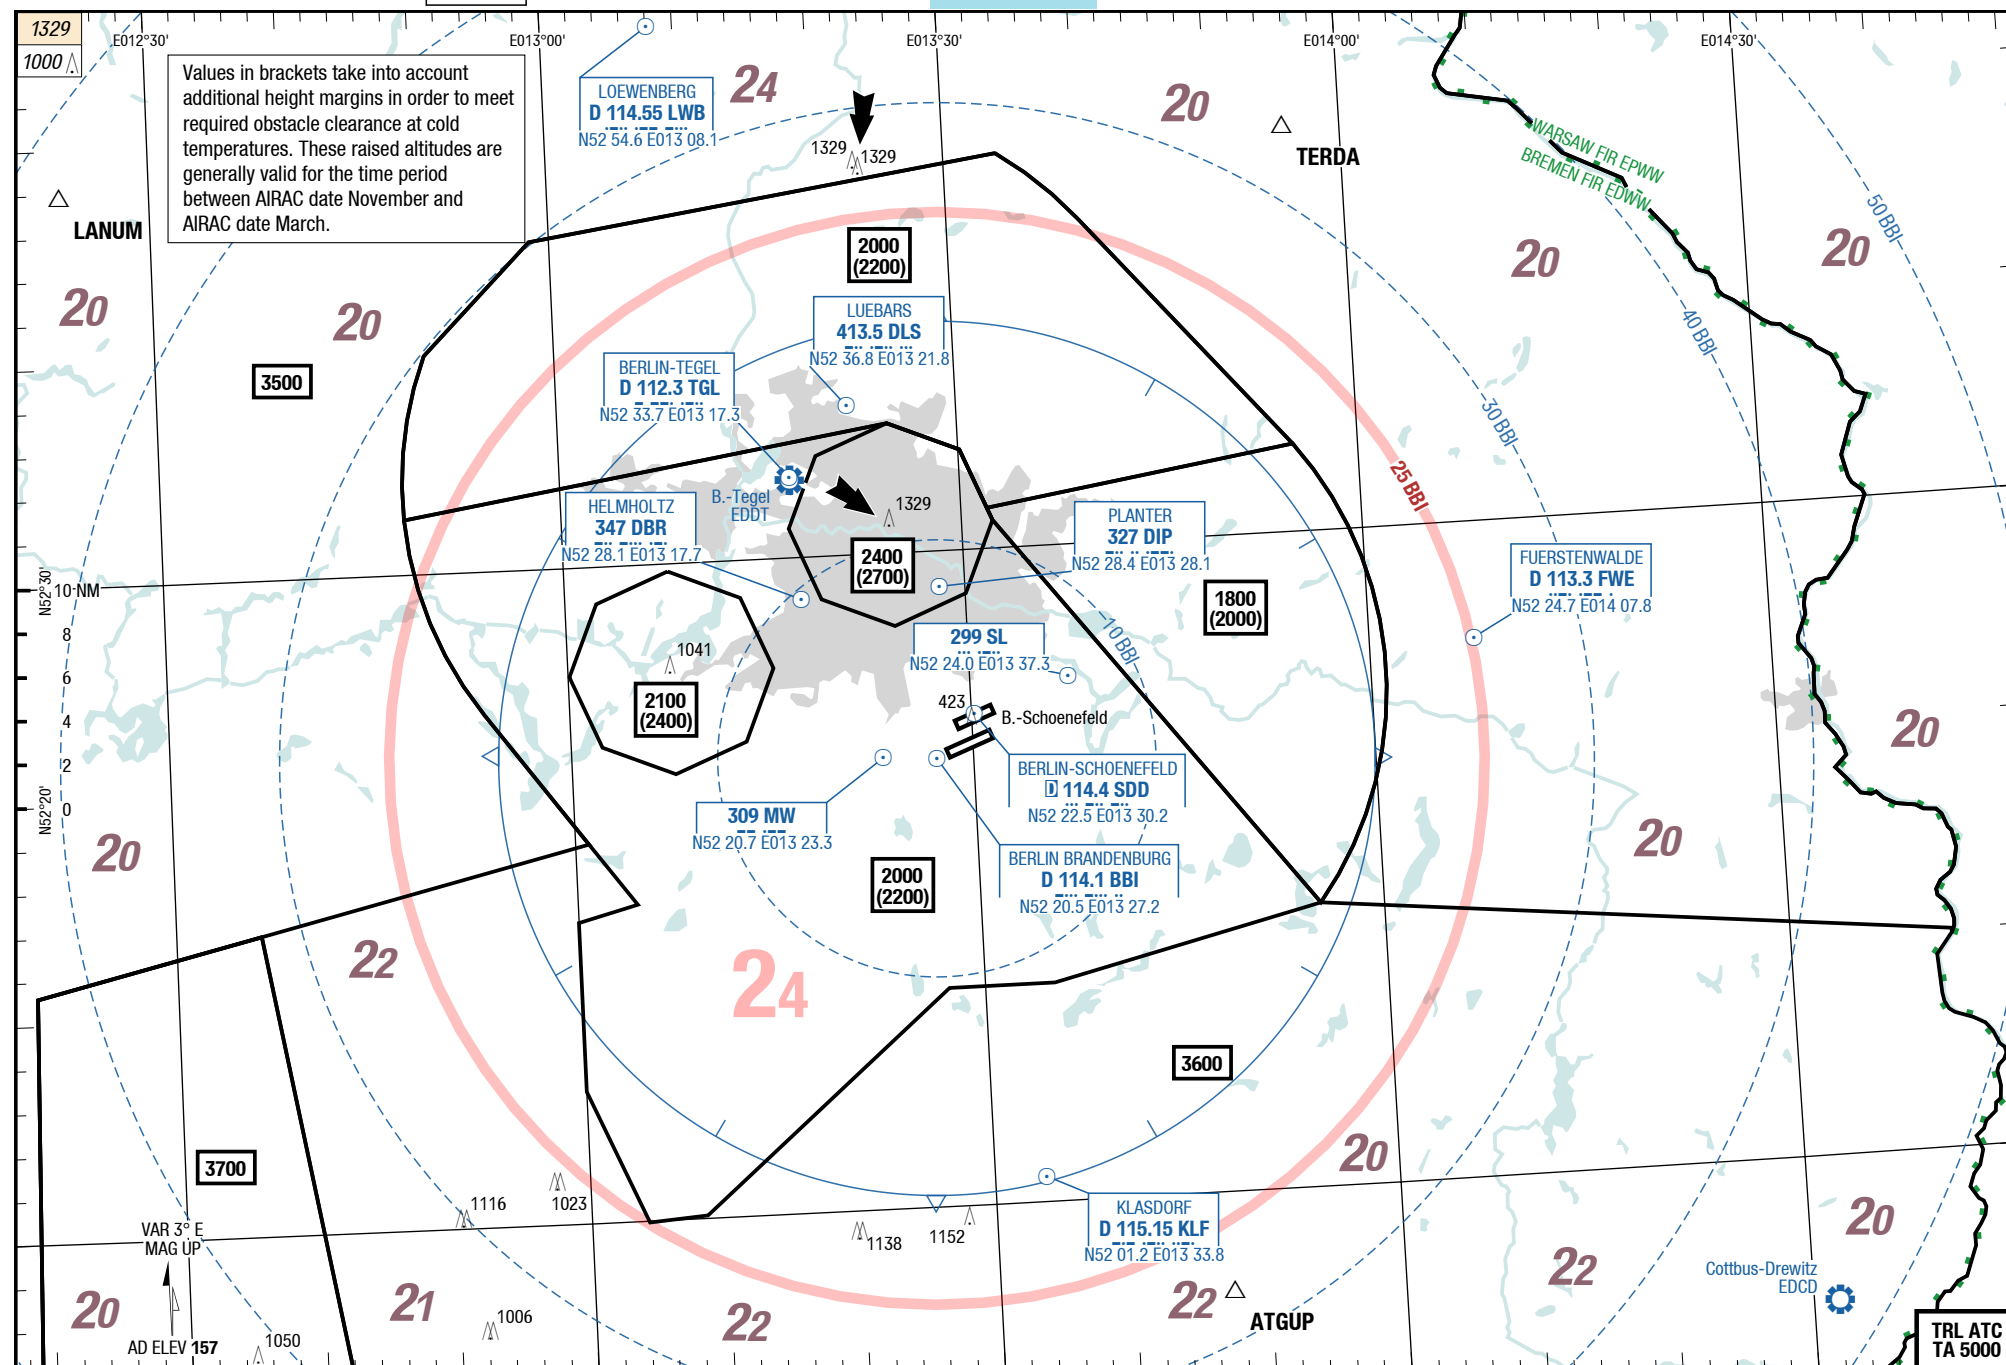 1329
1000
E012°30'
E013°00'
E013°30'
E014°00'
E014°30'
Values in brackets take into account
additional height margins in order to meet
required obstacle clearance at cold
temperatures. These raised altitudes are
generally valid for the time period
between AIRAC date November and
AIRAC date March.
LOEWENBERG
D 114.55 LWB
N52 54.6 E013 08.1
24
20
1329
1329
TERDA
WARSAW FIR EPWW
BREMEN FIR EDWW
50 BBI
LANUM
20
20
2000
(2200)
20
20
LUEBARS
413.5 DLS
N52 36.8 E013 21.8
40 BBI
3500
BERLIN-TEGEL
D 112.3 TGL
N52 33.7 E013 17.3
30 BBI
25 BBI
B.-Tegel
EDDT
1329
HELMHOLTZ
347 DBR
N52 28.1 E013 17.7
2400
(2700)
PLANTER
327 DIP
N52 28.4 E013 28.1
FUERSTENWALDE
D 113.3 FWE
N52 24.7 E014 07.8
N52°30'
10 NM
8
6
4
2
0
N52°20'
1800
(2000)
10 BBI
299 SL
N52 24.0 E013 37.3
1041
2100
(2400)
423
B.-Schoenefeld
20
BERLIN-SCHOENEFELD
D 114.4 SDD
N52 22.5 E013 30.2
309 MW
N52 20.7 E013 23.3
20
20
BERLIN BRANDENBURG
D 114.1 BBI
N52 20.5 E013 27.2
2000
(2200)
22
24
3600
3700
20
1116
1023
1138
1152
KLASDORF
D 115.15 KLF
N52 01.2 E013 33.8
20
VAR 3° E
MAG UP
22
Cottbus-Drewitz
EDCD
20
21
22
22
ATGUP
1006
1050
AD ELEV 157
TRL ATC
TA 5000